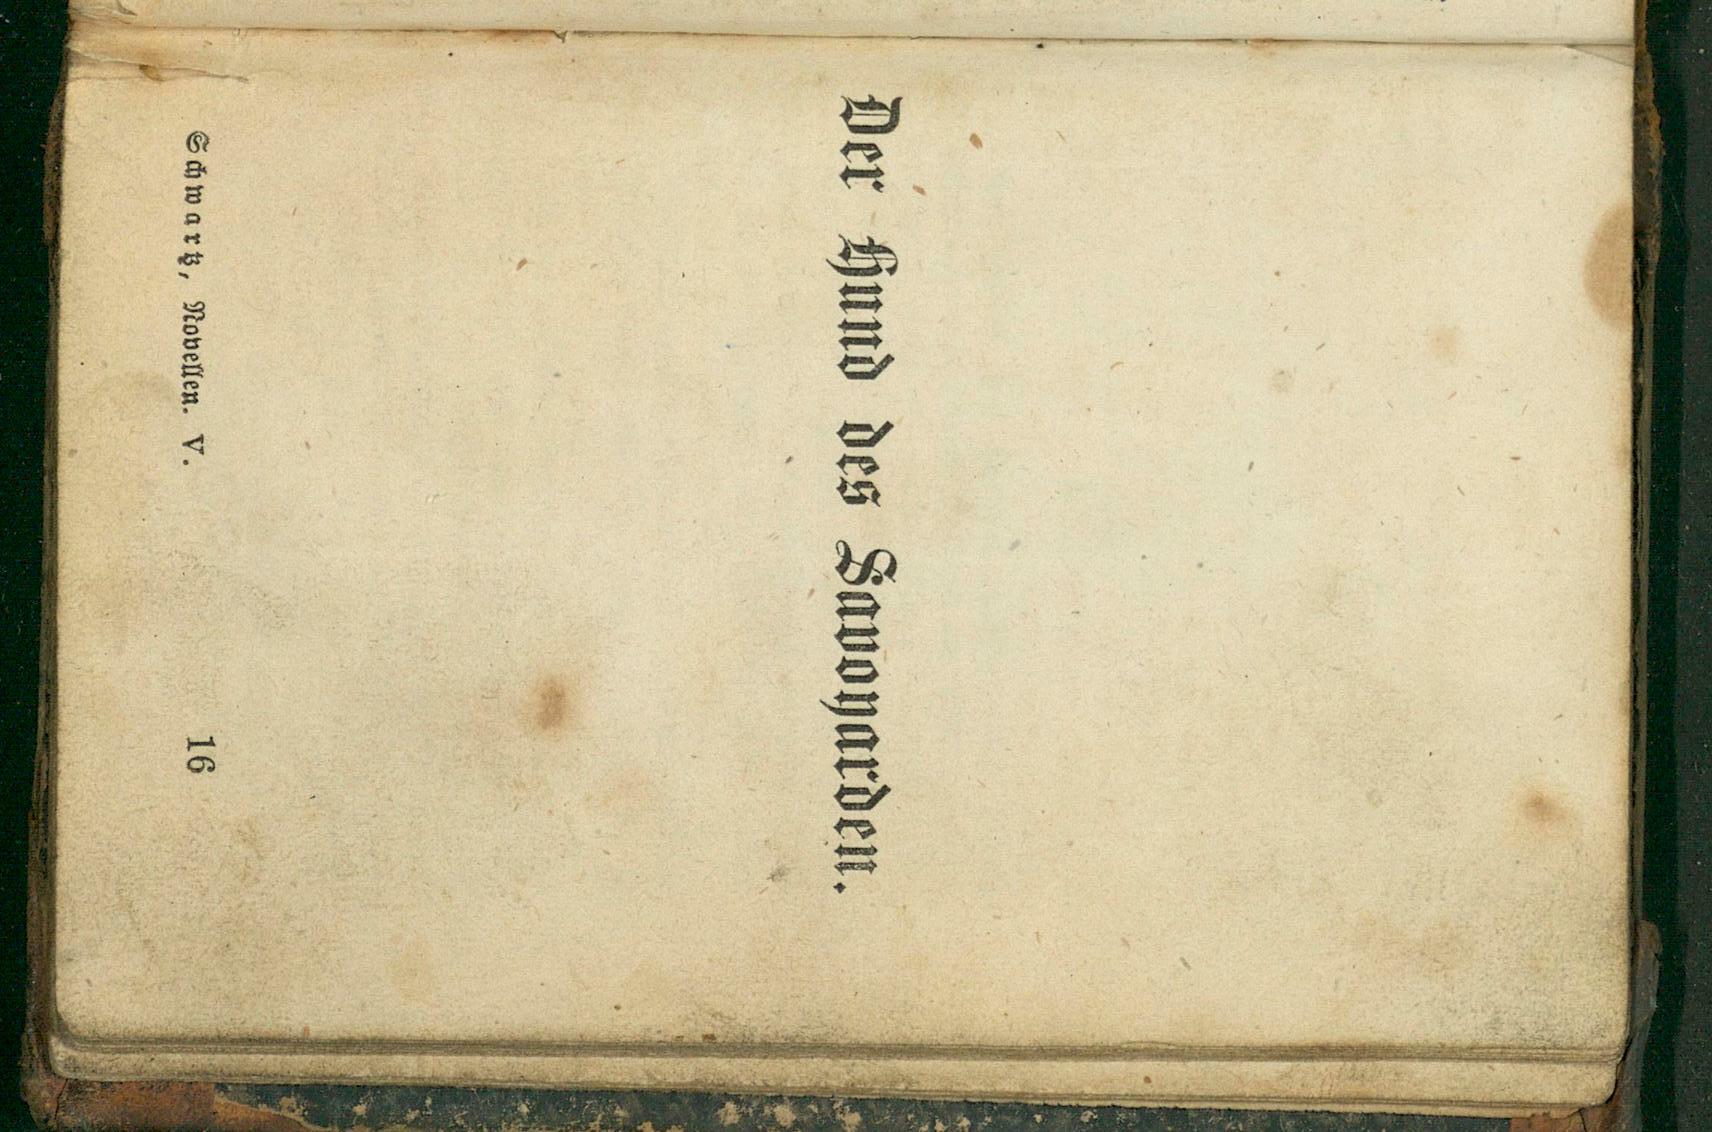 Der Hund des Savoyarden.
Schwartz, Novellen. V. 16